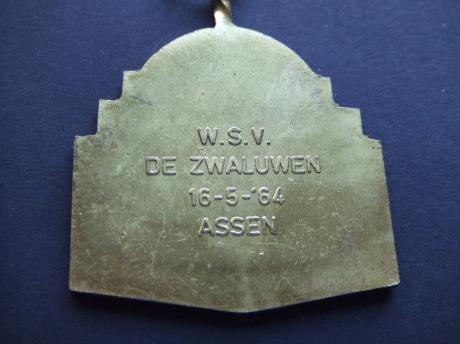 W.S.V.
DE ZWALUWEN
16-5-'64
ASSEN